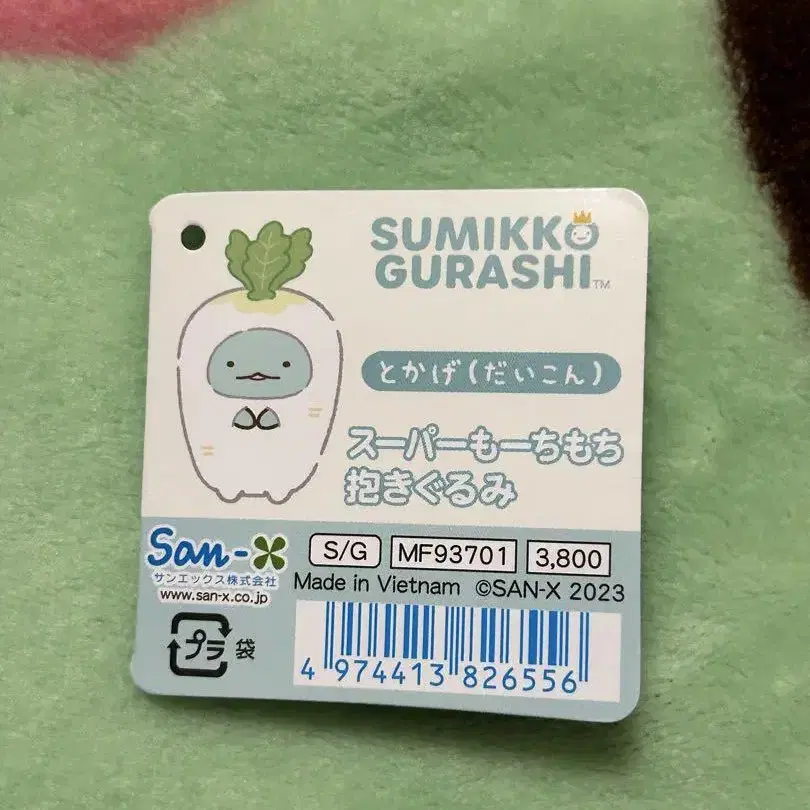 SUMIKKO
GURASHI™
とかげ(だいこん)
スーパーもーちもち
抱きぐるみ
San-X
サンエックス株式会社
www.san-x.co.jp
S/G MF93701 3,800
Made in Vietnam ©SAN-X 2023
プラ 袋
4 974413 826556